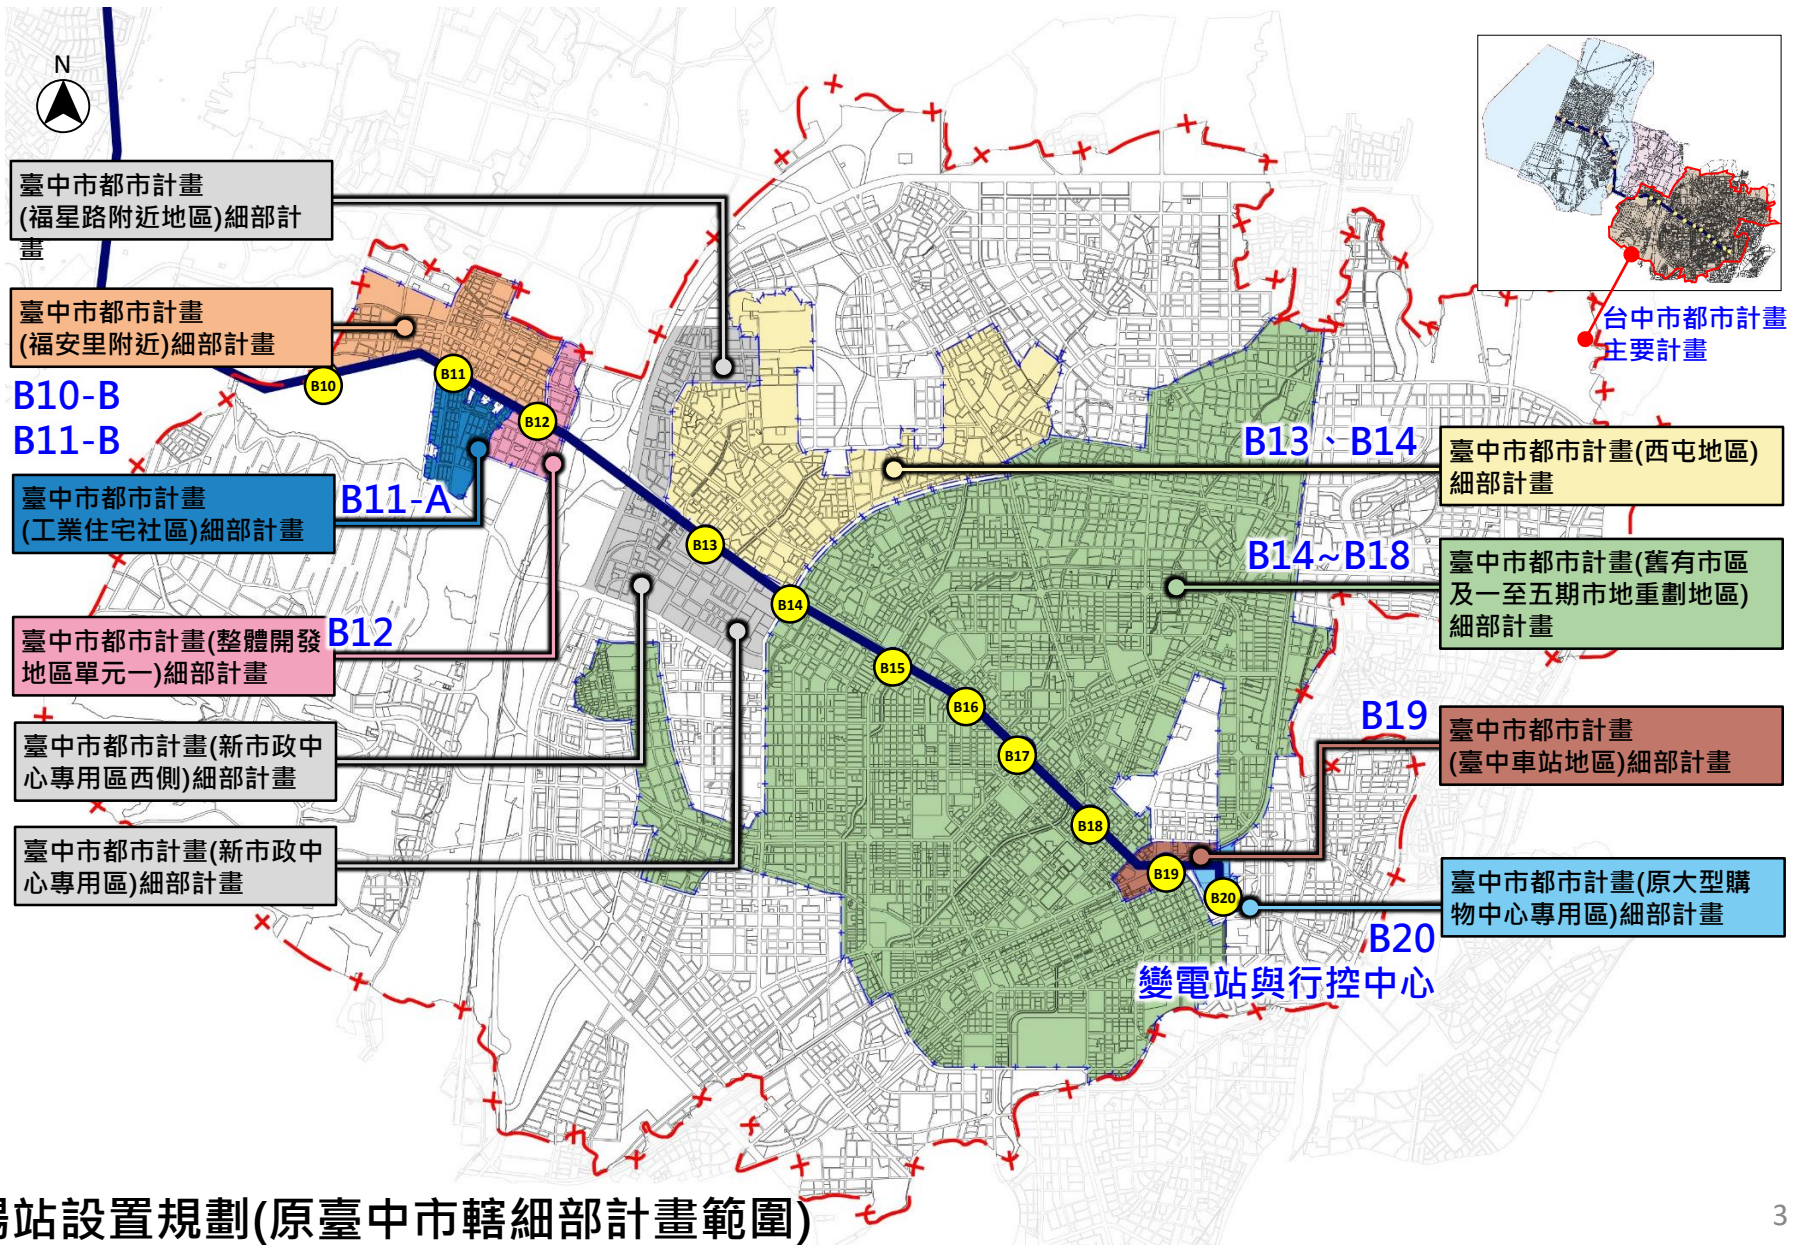 N
臺中市都市計畫
(福星路附近地區)細部計
畫
臺中市都市計畫
(福安里附近)細部計畫
B10-B
B11-B
臺中市都市計畫
(工業住宅社區)細部計畫
B11-A
臺中市都市計畫(整體開發
地區單元一)細部計畫
B12
臺中市都市計畫(新市政中
心專用區西側)細部計畫
臺中市都市計畫(新市政中
心專用區)細部計畫
B10
B11
B12
B13
B14
B15
B16
B17
B18
B19
B20
台中市都市計畫
主要計畫
B13、B14
臺中市都市計畫(西屯地區)
細部計畫
B14~B18
臺中市都市計畫(舊有市區
及一至五期市地重劃地區)
細部計畫
B19
臺中市都市計畫
(臺中車站地區)細部計畫
臺中市都市計畫(原大型購
物中心專用區)細部計畫
B20
變電站與行控中心
站設置規劃(原臺中市轄細部計畫範圍)
3